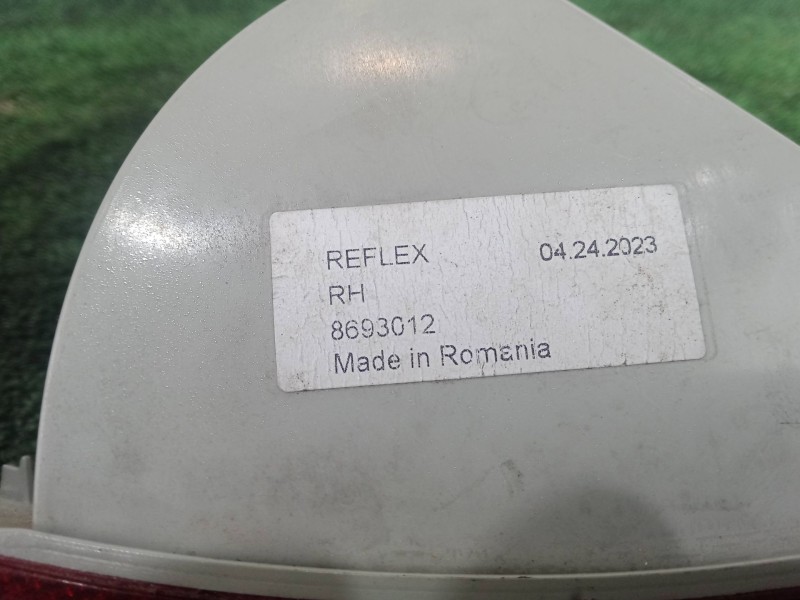 REFLEX 04.24.2023
RH
8693012
Made in Romania